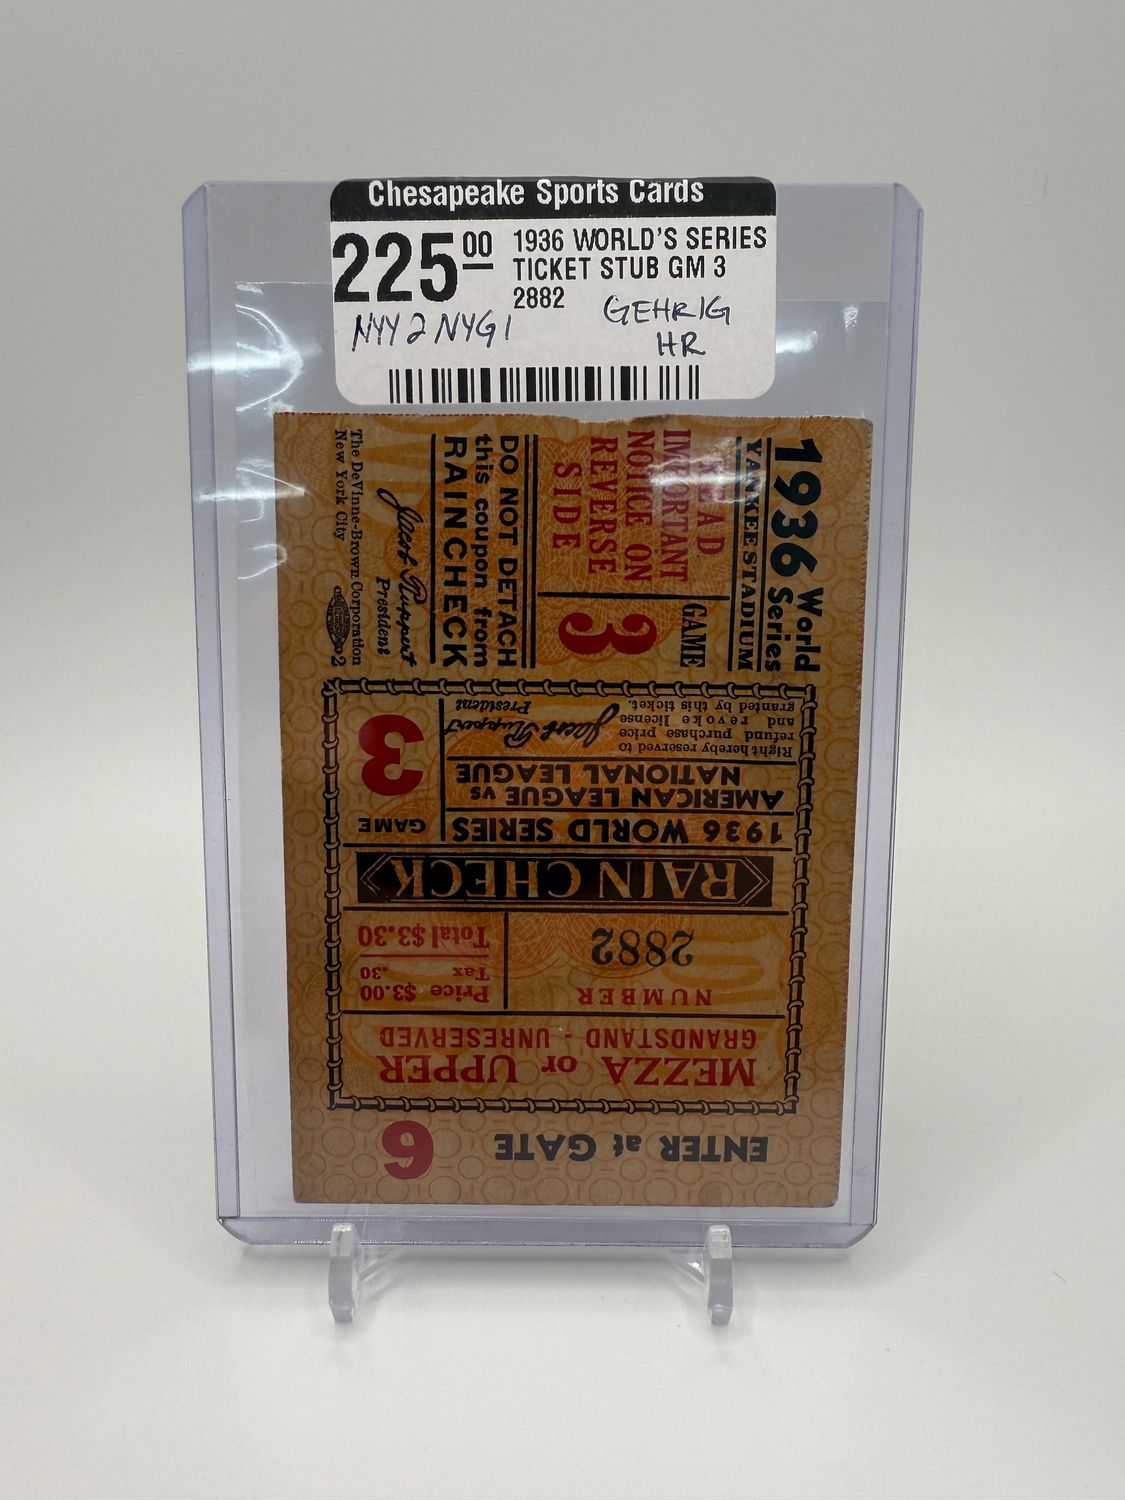 Chesapeake Sports Cards
225.00
1936 WORLD'S SERIES
TICKET STUB GM 3
2882
NYY 2 NYG 1
GEHRIG
HR
1936 World Series
YANKEE STADIUM
READ
IMPORTANT
NOTICE ON
REVERSE
SIDE
GAME
3
DO NOT DETACH
this coupon from
RAINCHECK
Jacob Ruppert
President
The DeVinne-Brown Corporation
New York City
2
ENTER at GATE 6
MEZZA or UPPER
GRANDSTAND - UNRESERVED
NUMBER
2882
Price $3.00
Tax .30
Total $3.30
RAIN CHECK
1936 WORLD SERIES
AMERICAN LEAGUE vs
NATIONAL LEAGUE
GAME
3
Right hereby reserved to
refund purchase price
and revoke license
granted by this ticket.
Jacob Ruppert
President